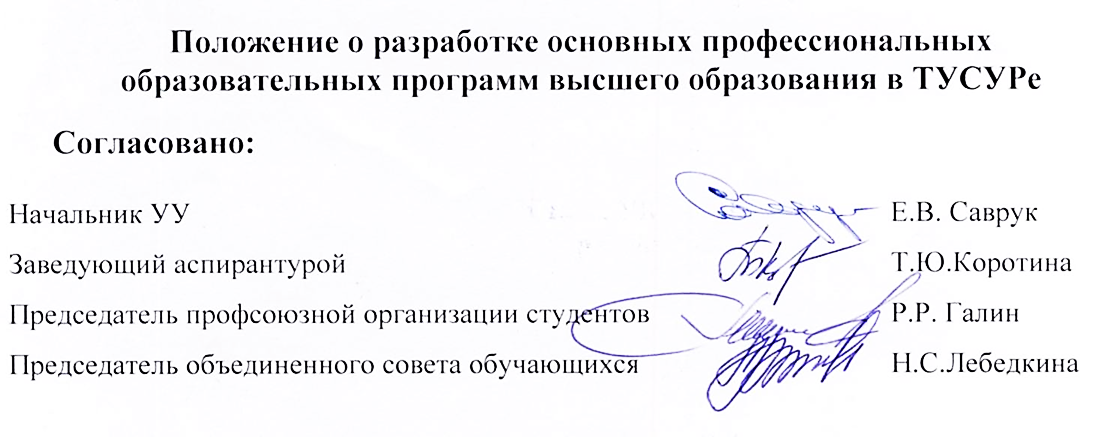 Положение о разработке основных профессиональных
образовательных программ высшего образования в ТУСУРе
Согласовано:
Начальник УУ Е.В. Саврук
Заведующий аспирантурой Т.Ю.Коротина
Председатель профсоюзной организации студентов Р.Р. Галин
Председатель объединенного совета обучающихся Н.С.Лебедкина